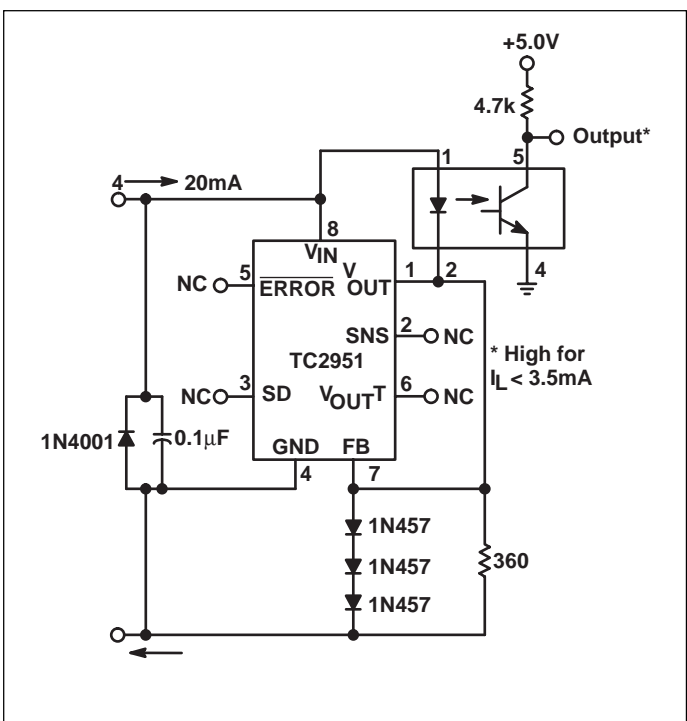 +5.0V
4.7k
Output*
1
5
4
20mA
8
VIN
5
V
1
2
4
NC
ERROR
OUT
SNS
2
NC
* High for
TC2951
IL < 3.5mA
NC
3
SD
VOUTT
6
NC
1N4001
0.1μF
GND
FB
4
7
1N457
1N457
360
1N457